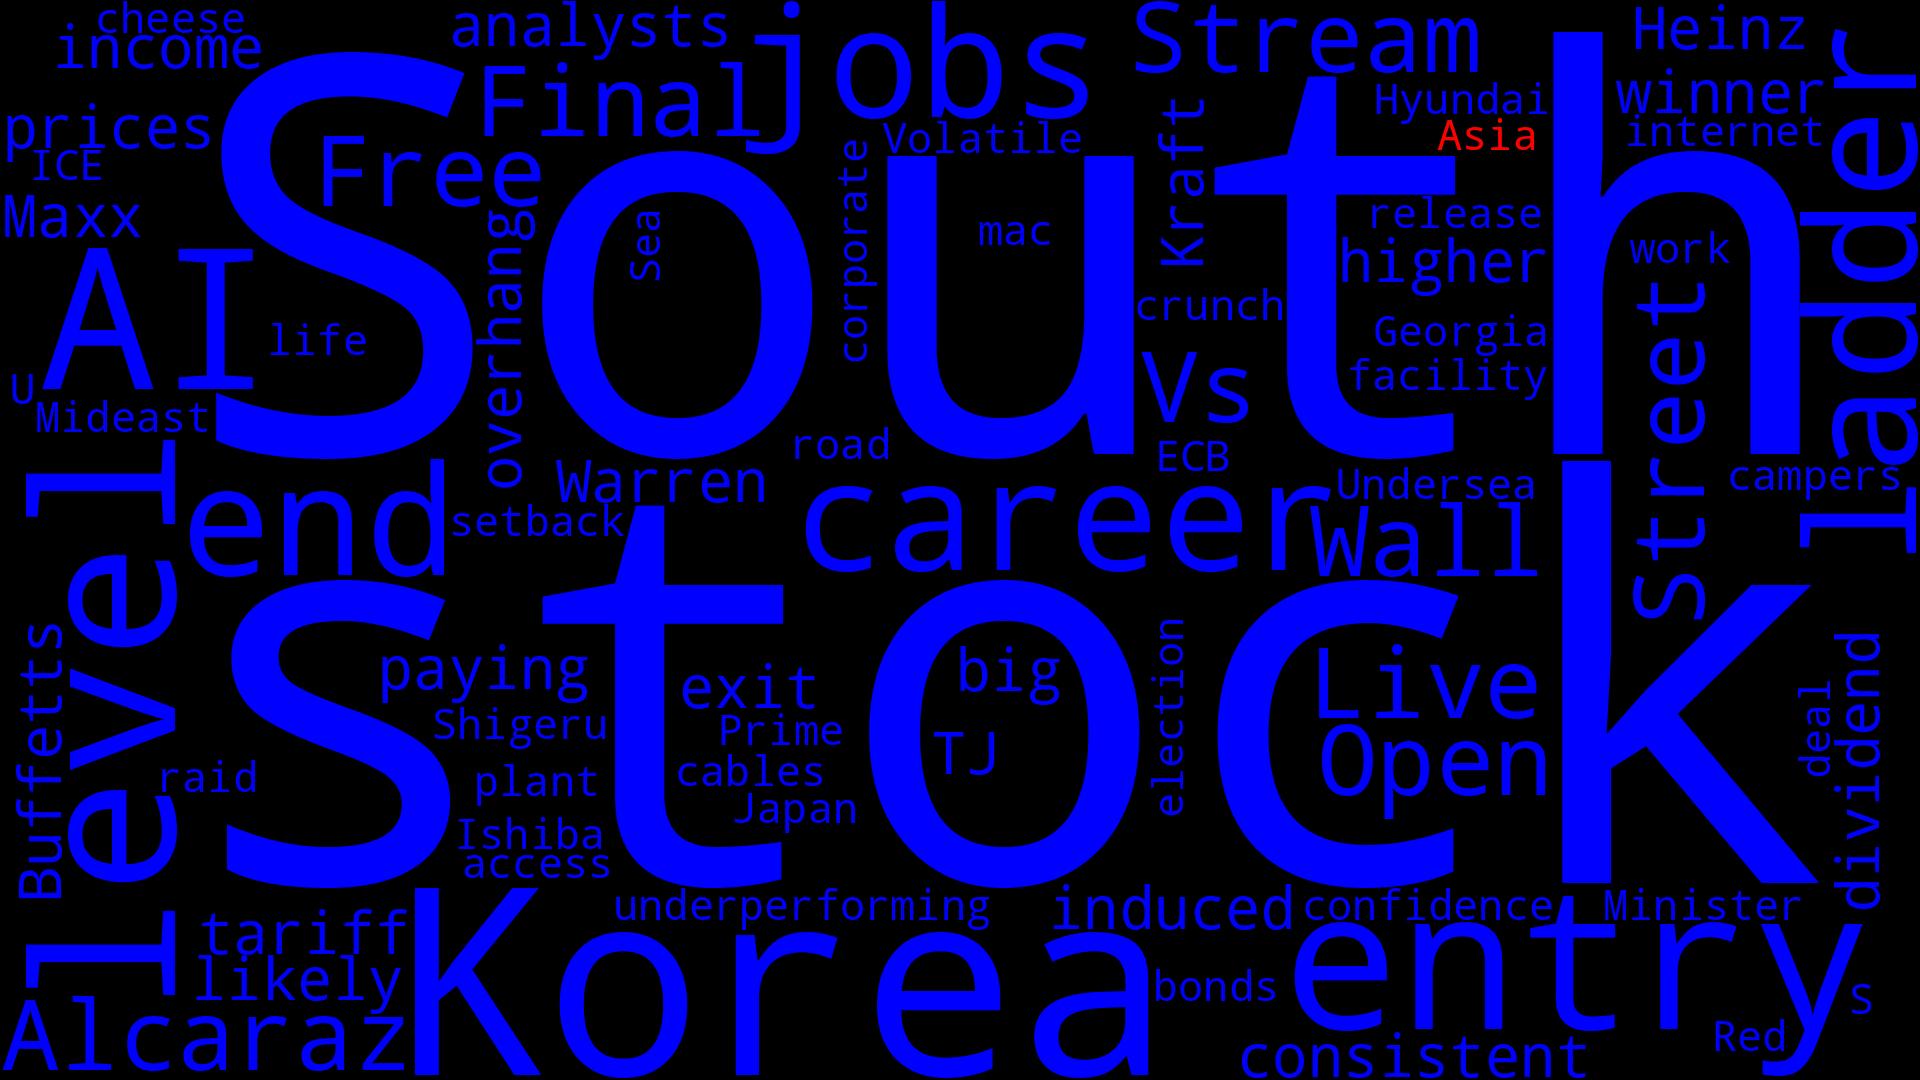 cheese
income
analysts
jobs
Stream
Heinz
prices
Final
Hyundai
winner
ladder
ICE
Free
Volatile
Kraft
Asia
internet
Maxx
South
overhang
Sea
corporate
mac
release
higher
work
AI
life
crunch
Georgia
Street
U
Mideast
Vs
facility
level
end
Warren
road
ECB
career
Undersea
campers
setback
Wall
stock
Buffetts
paying
exit
big
election
Live
deal
dividend
Shigeru
Prime
TJ
Open
raid
plant
cables
Japan
Ishiba
access
tariff
Korea
underperforming
induced
confidence
Minister
entry
likely
bonds
S
Alcaraz
consistent
Red